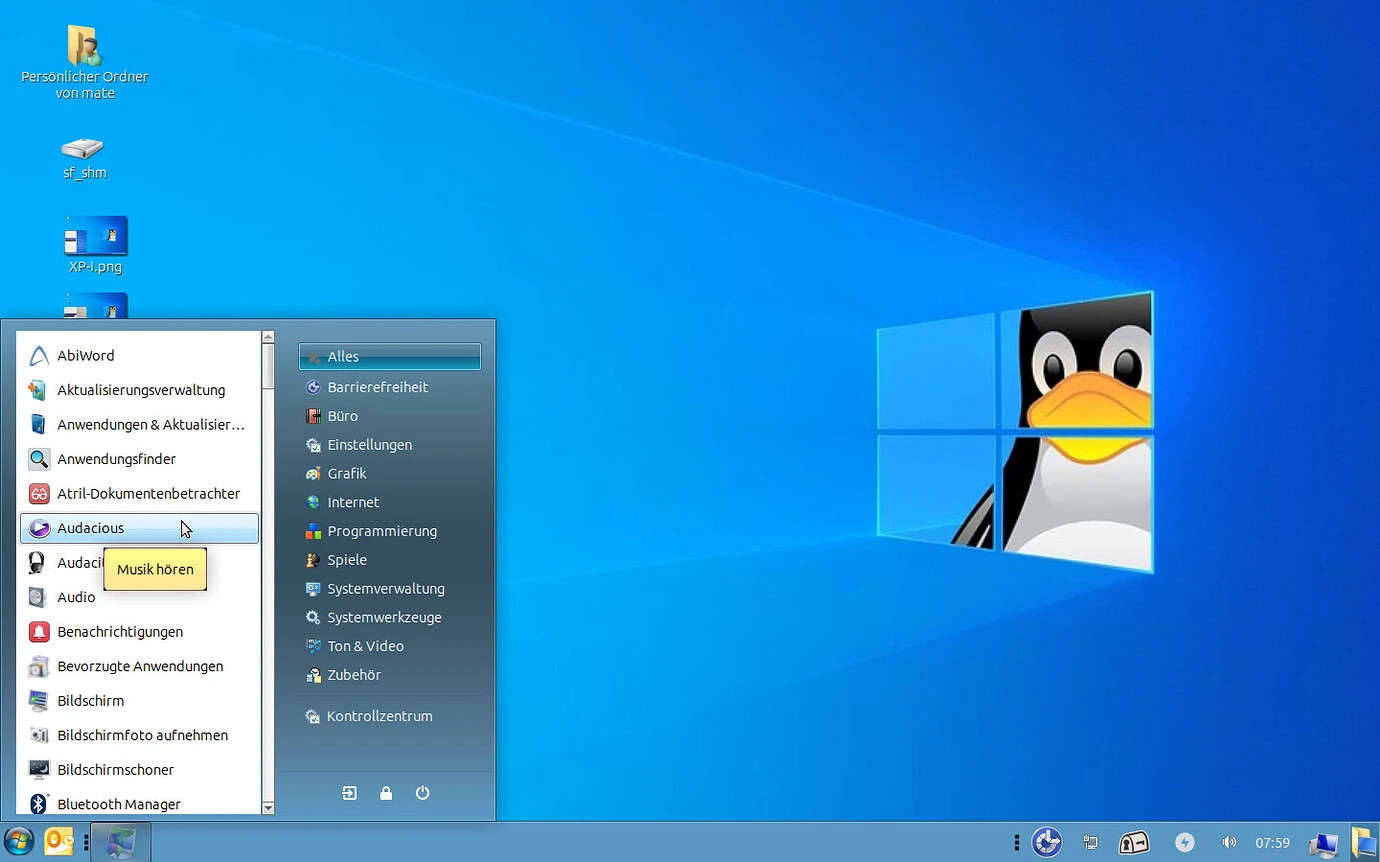 Persönlicher Ordner
von mate
sf_shm
XP-I.png
AbiWord
Aktualisierungsverwaltung
Anwendungen & Aktualisier...
Anwendungsfinder
Atril-Dokumentenbetrachter
Audacious
Audaci
Musik hören
Audio
Benachrichtigungen
Bevorzugte Anwendungen
Bildschirm
Bildschirmfoto aufnehmen
Bildschirmschoner
Bluetooth Manager
Alles
Barrierefreiheit
Büro
Einstellungen
Grafik
Internet
Programmierung
Spiele
Systemverwaltung
Systemwerkzeuge
Ton & Video
Zubehör
Kontrollzentrum
07:59